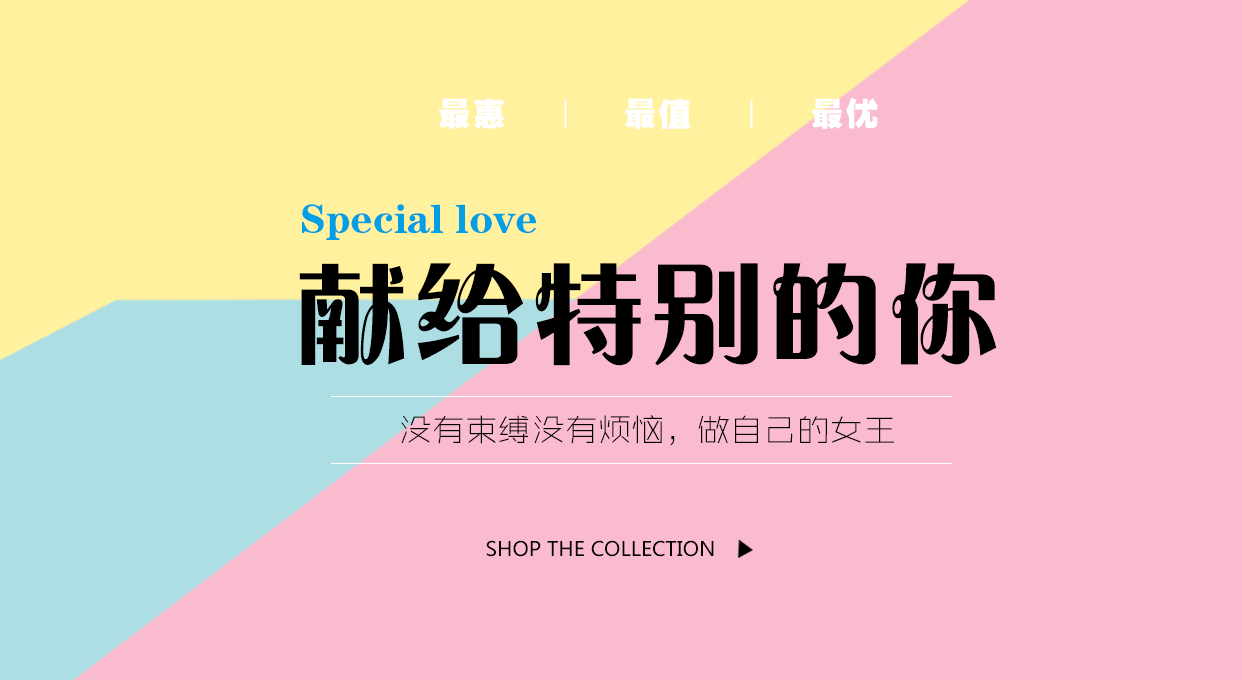 最惠 | 最值 | 最优
Special love
献给特别的你
没有束缚没有烦恼，做自己的女王
SHOP THE COLLECTION